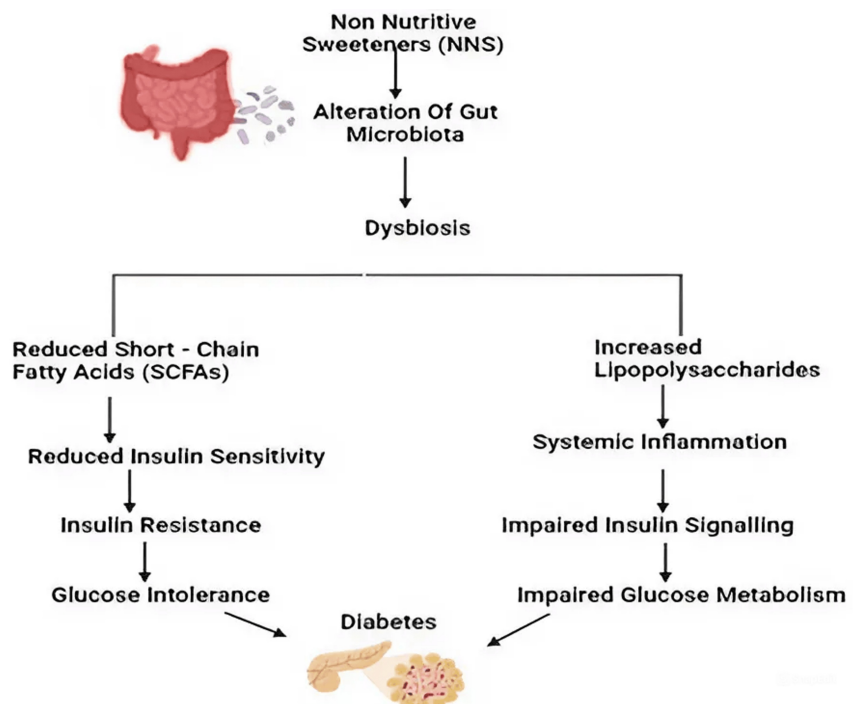 Non Nutritive
Sweeteners (NNS)
Alteration Of Gut
Microbiota
Dysbiosis
Reduced Short - Chain
Fatty Acids (SCFAs)
Reduced Insulin Sensitivity
Insulin Resistance
Glucose Intolerance
Increased
Lipopolysaccharides
Systemic Inflammation
Impaired Insulin Signalling
Impaired Glucose Metabolism
Diabetes